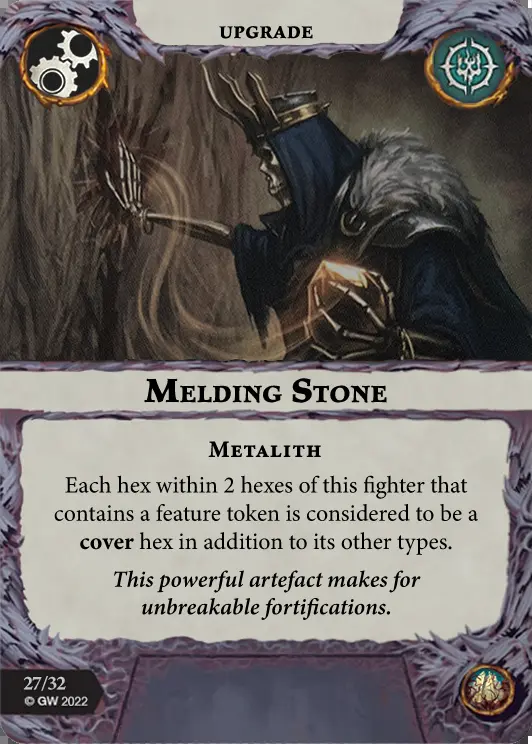 UPGRADE
MELDING STONE
METALITH
Each hex within 2 hexes of this fighter that
contains a feature token is considered to be a
cover hex in addition to its other types.
This powerful artefact makes for
unbreakable fortifications.
27/32
© GW 2022